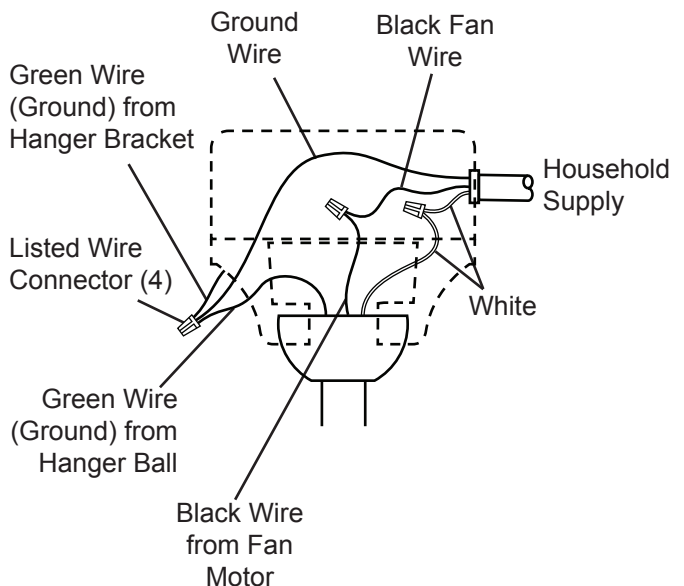 Ground
Wire
Black Fan
Wire
Green Wire
(Ground) from
Hanger Bracket
Household
Supply
Listed Wire
Connector (4)
White
Green Wire
(Ground) from
Hanger Ball
Black Wire
from Fan
Motor